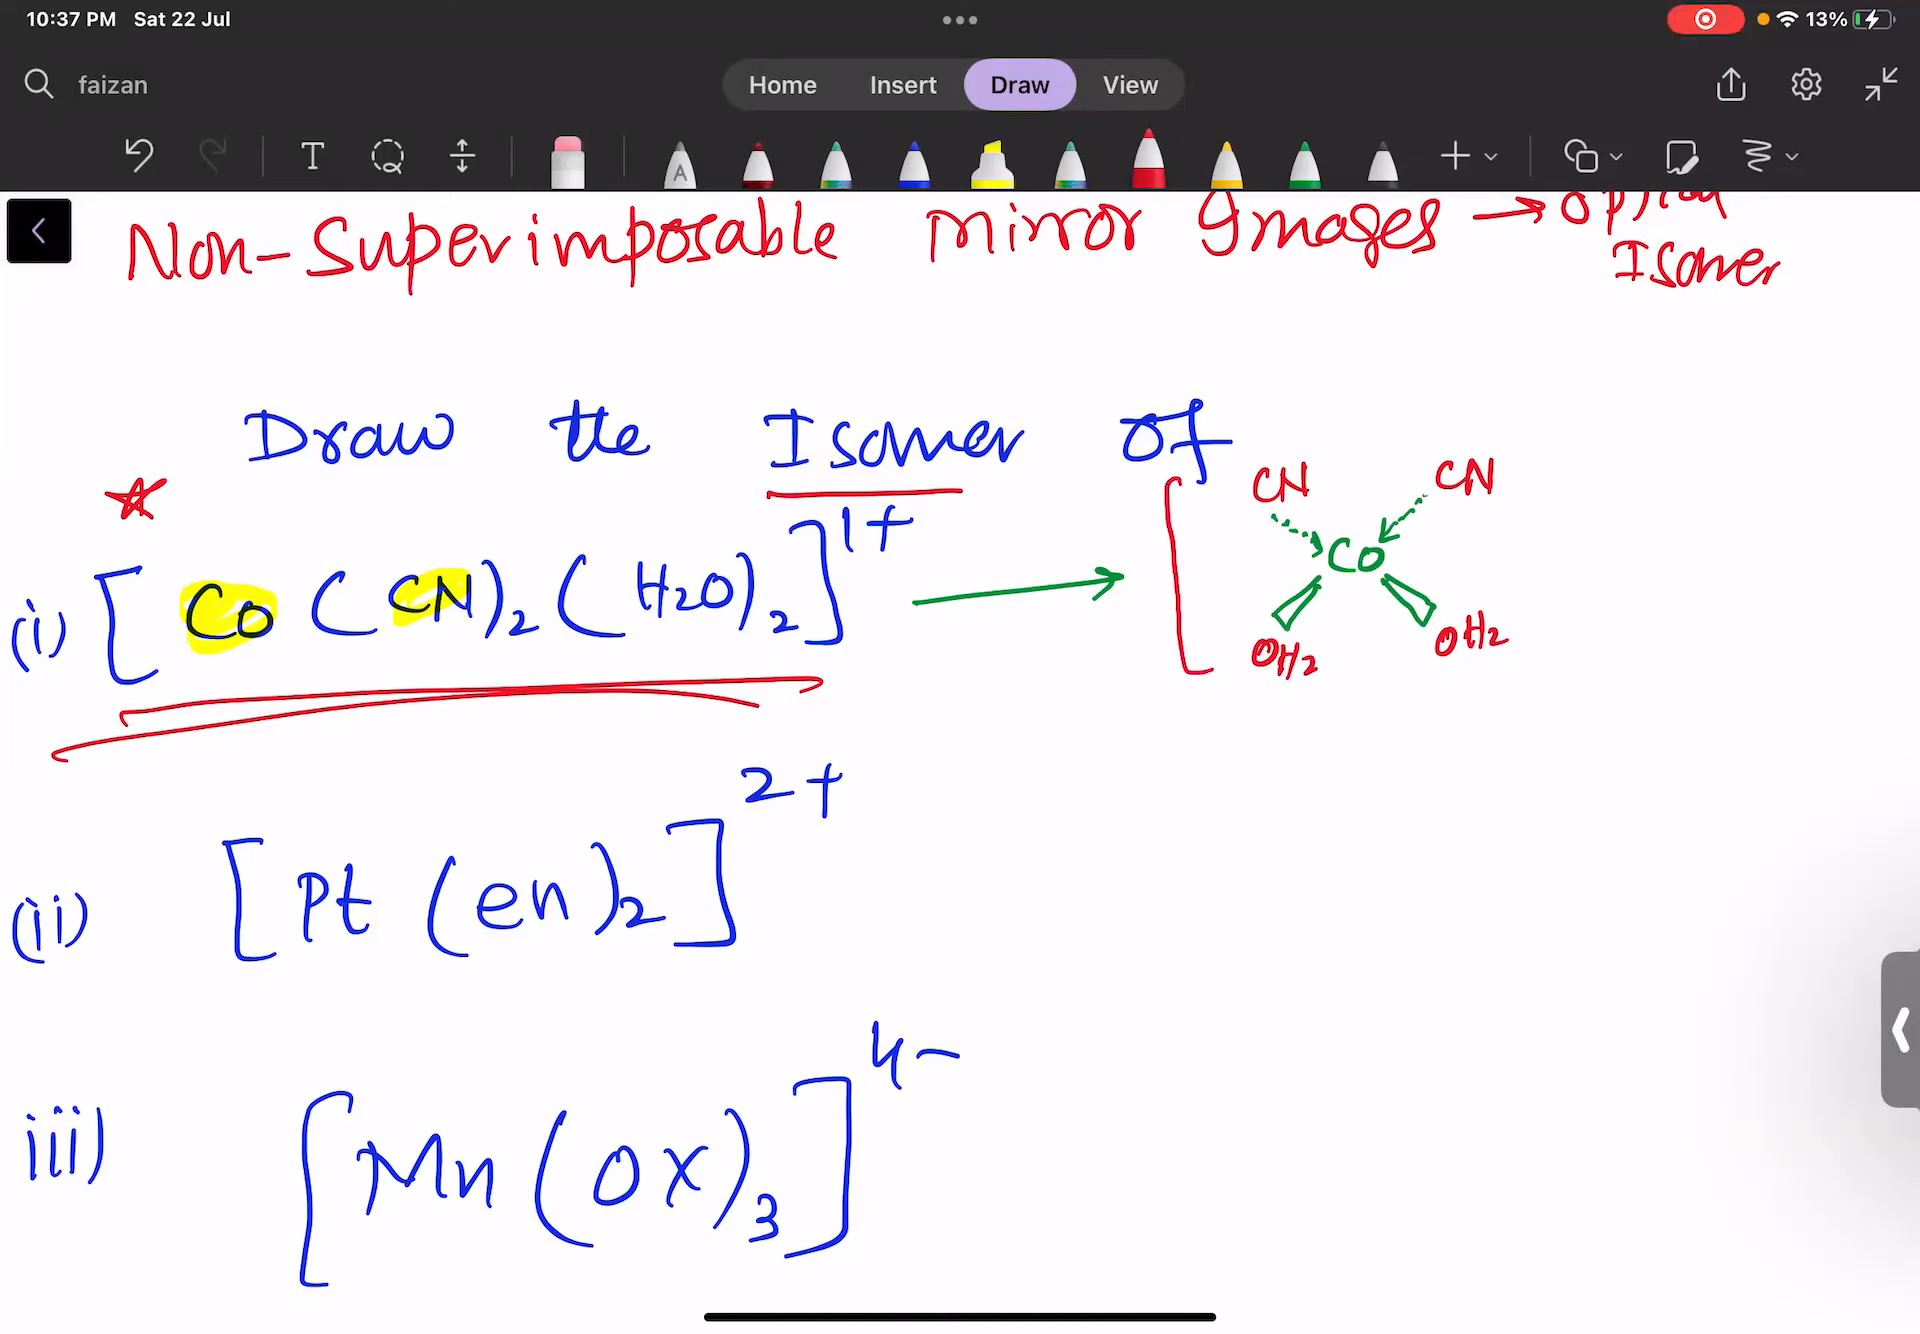 10:37 PM Sat 22 Jul
13%
faizan
Home Insert Draw View
T
A
Non-Superimposable Mirror Images → Optical
Isomer
Draw the Isomer of
CN CN
(i) [Co(CN)2(H2O)2]1+ → [ Co
OH2 OH2
(ii) [Pt(en)2]2+
iii) [Mn(ox)3]4-